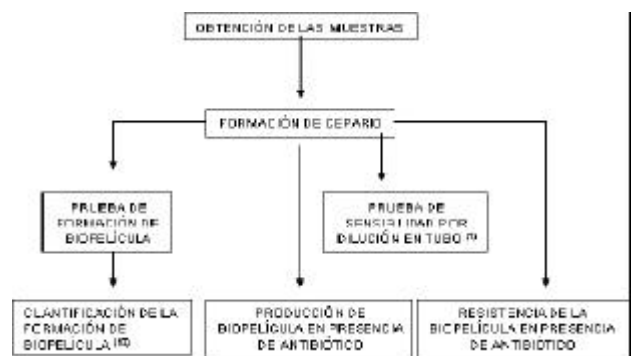 OBTENCIÓN DE LAS MUESTRAS
FORMACIÓN DE CEPARIO
PRUEBA DE
FORMACIÓN DE
BIOPELÍCULA
PRUEBA DE
SENSIBILIDAD POR
DILUCIÓN EN TUBO
CUANTIFICACIÓN DE LA
FORMACIÓN DE
BIOPELÍCULA
PRODUCCIÓN DE
BIOPELÍCULA EN PRESENCIA
DE ANTIBIÓTICO
RESISTENCIA DE LA
BIOPELÍCULA EN PRESENCIA
DE ANTIBIÓTICO